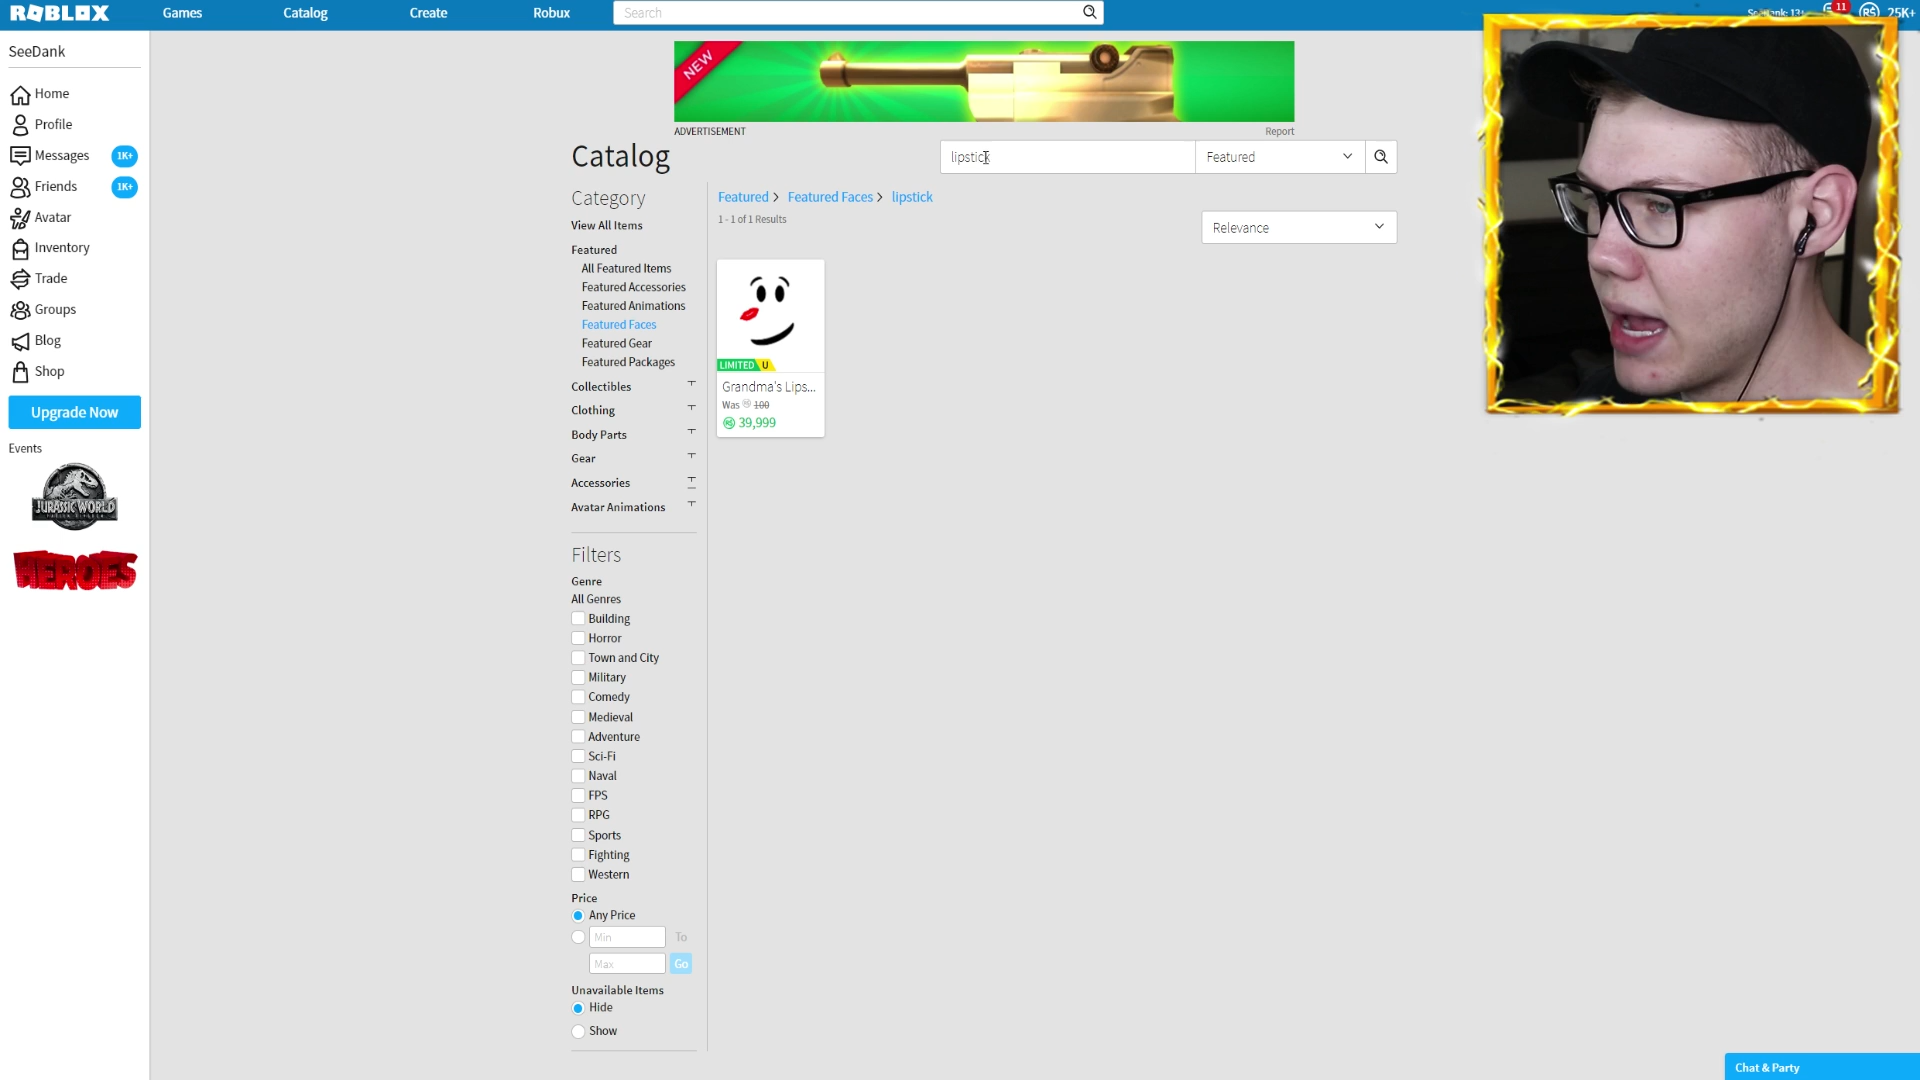 ROBLOX
Games
Catalog
Create
Robux
Search
11
25K+
SeeDank
Home
Profile
Messages
1K+
Friends
1K+
Avatar
Inventory
Trade
Groups
Blog
Shop
Upgrade Now
Events
JURASSIC WORLD
HEROES
NEW
ADVERTISEMENT
Report
Catalog
lipstick
Featured
Category
View All Items
Featured
All Featured Items
Featured Accessories
Featured Animations
Featured Faces
Featured Gear
Featured Packages
Collectibles
Clothing
Body Parts
Gear
Accessories
Avatar Animations
Filters
Genre
All Genres
Building
Horror
Town and City
Military
Comedy
Medieval
Adventure
Sci-Fi
Naval
FPS
RPG
Sports
Fighting
Western
Price
Any Price
Min
To
Max
Go
Unavailable Items
Hide
Show
Featured > Featured Faces > lipstick
1 - 1 of 1 Results
Relevance
LIMITED U
Grandma's Lips...
Was 100
39,999
Chat & Party